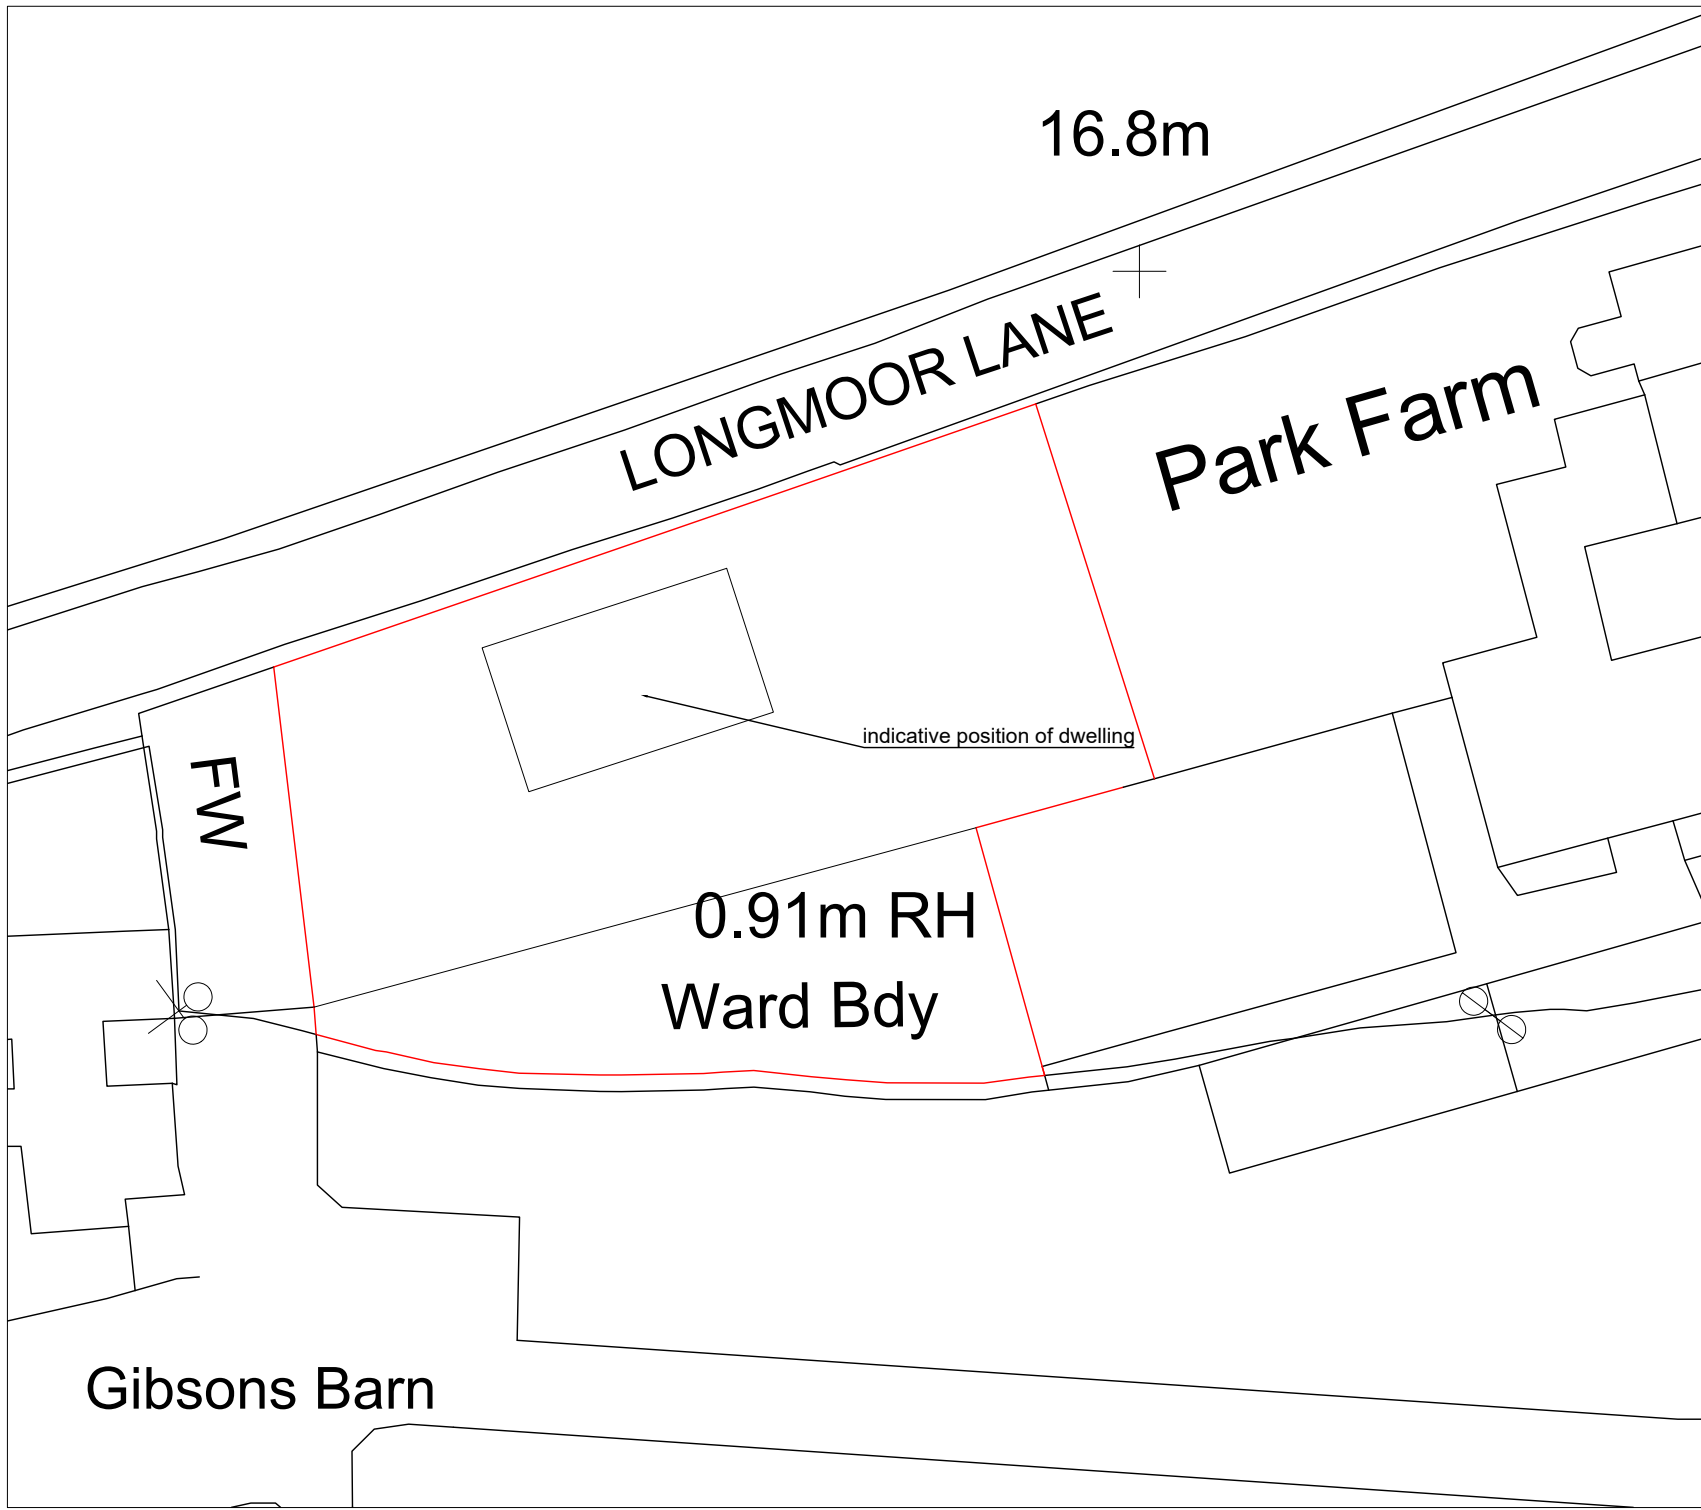 16.8m
LONGMOOR LANE
Park Farm
indicative position of dwelling
FW
0.91m RH
Ward Bdy
Gibsons Barn